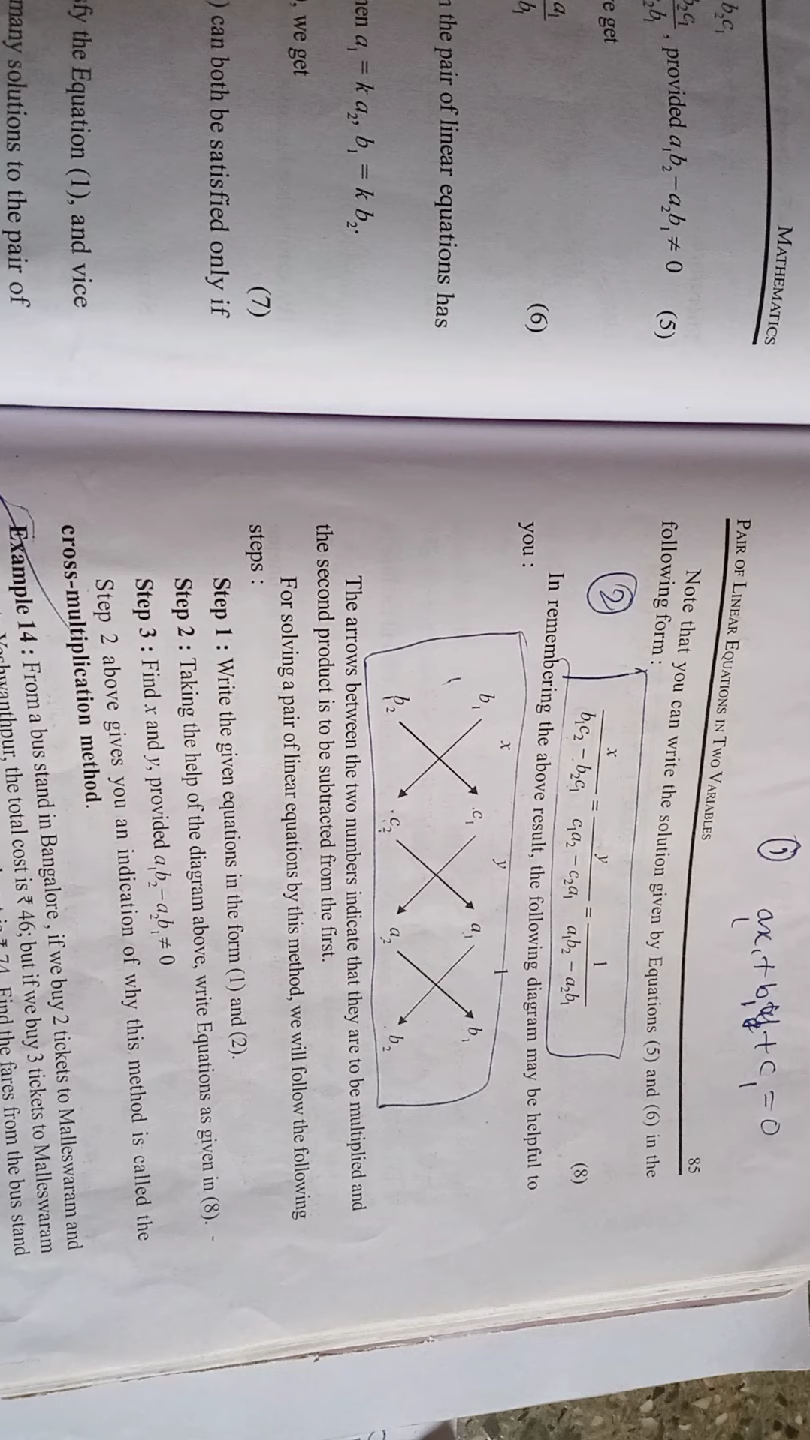 MATHEMATICS
b₂c₁
, provided a₁b₂ – a₂b₁ ≠ 0 (5)
e get
a₁
b₁
(6)
the pair of linear equations has
en a₁ = k a₂, b₁ = k b₂.
, we get
(7)
) can both be satisfied only if
fy the Equation (1), and vice
many solutions to the pair of
① a₁x + b₁y + c₁ = 0
PAIR OF LINEAR EQUATIONS IN TWO VARIABLES 85
Note that you can write the solution given by Equations (5) and (6) in the
following form :
② x/(b₁c₂ – b₂c₁) = y/(c₁a₂ – c₂a₁) = 1/(a₁b₂ – a₂b₁) (8)
In remembering the above result, the following diagram may be helpful to
you :
x y 1
b₁ c₁ a₁ b₁
b₂ c₂ a₂ b₂
The arrows between the two numbers indicate that they are to be multiplied and
the second product is to be subtracted from the first.
For solving a pair of linear equations by this method, we will follow the following
steps :
Step 1 : Write the given equations in the form (1) and (2).
Step 2 : Taking the help of the diagram above, write Equations as given in (8).
Step 3 : Find x and y, provided a₁b₂ – a₂b₁ ≠ 0
Step 2 above gives you an indication of why this method is called the
cross-multiplication method.
Example 14 : From a bus stand in Bangalore , if we buy 2 tickets to Malleswaram and
Yeshwanthpur, the total cost is ₹ 46; but if we buy 3 tickets to Malleswaram
₹ 74. Find the fares from the bus stand